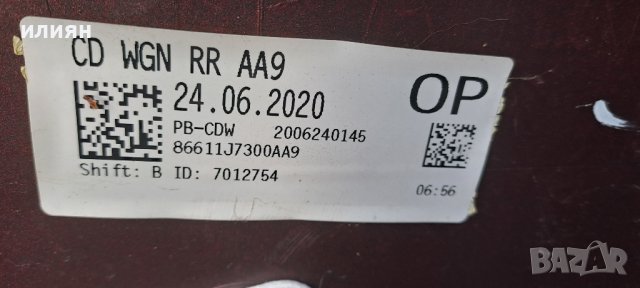 илиян
CD WGN RR AA9
24.06.2020
OP
PB-CDW 2006240145
86611J7300AA9
Shift: B ID: 7012754
06:56
BAZAR